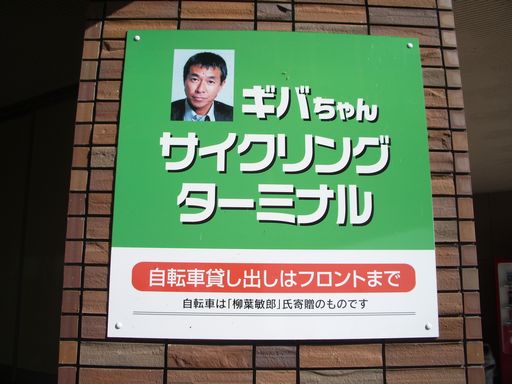 ギバちゃん
サイクリング
ターミナル
自転車貸し出しはフロントまで
自転車は「柳葉敏郎」氏寄贈のものです